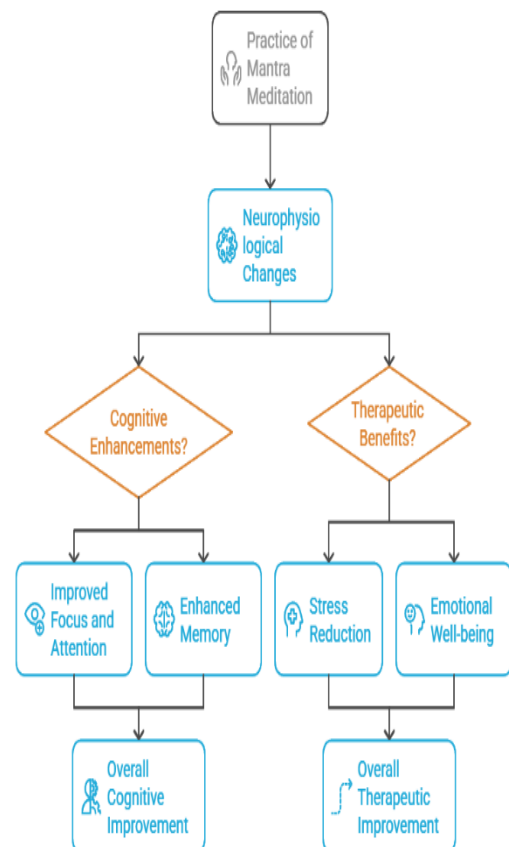 Practice of
Mantra
Meditation
Neurophysio
logical
Changes
Cognitive
Enhancements?
Therapeutic
Benefits?
Improved
Focus and
Attention
Enhanced
Memory
Stress
Reduction
Emotional
Well-being
Overall
Cognitive
Improvement
Overall
Therapeutic
Improvement